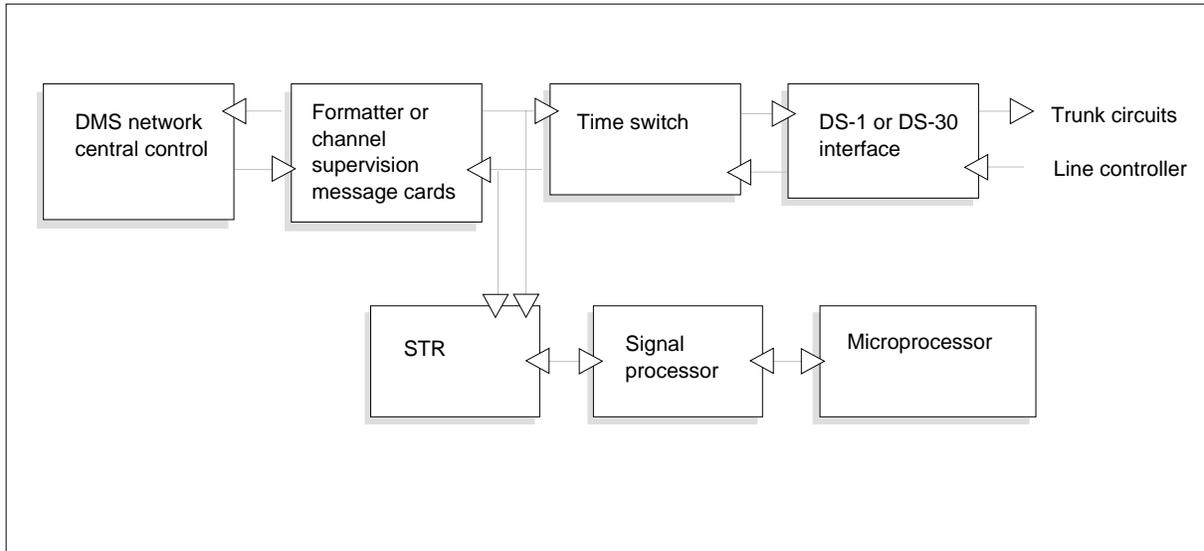 DMS network
central control
Formatter or
channel
supervision
message cards
Time switch
DS-1 or DS-30
interface
Trunk circuits
Line controller
STR
Signal
processor
Microprocessor